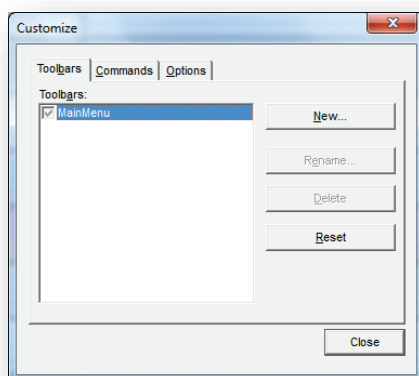 Customize
Toolbars Commands Options
Toolbars:
MainMenu
New...
Rename...
Delete
Reset
Close